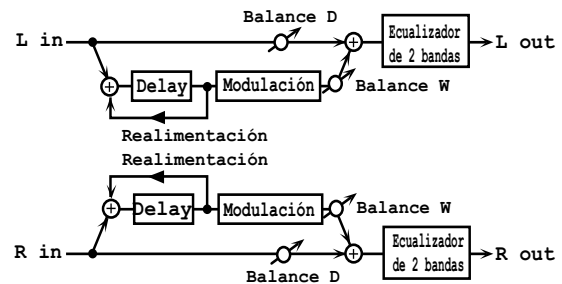 Balance D
L in
Ecualizador
de 2 bandas
L out
Delay
Modulación
Balance W
Realimentación
Realimentación
Delay
Modulación
Balance W
R in
Ecualizador
de 2 bandas
R out
Balance D